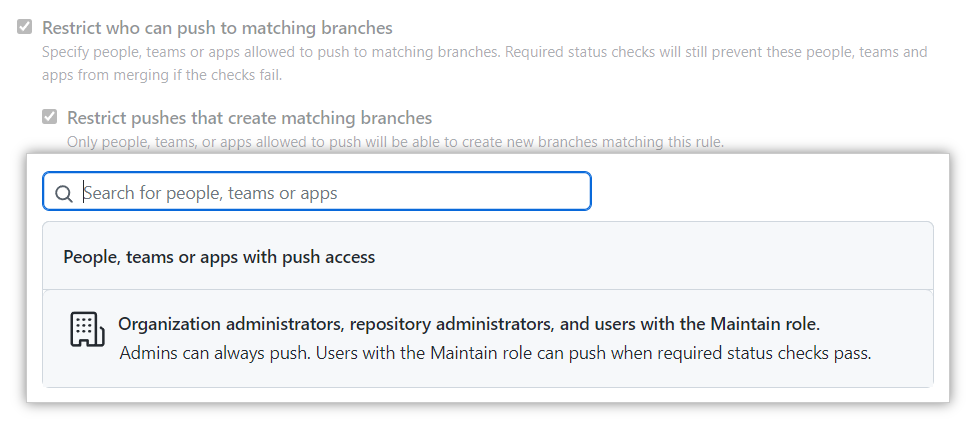 Restrict who can push to matching branches
Specify people, teams or apps allowed to push to matching branches. Required status checks will still prevent these people, teams and
apps from merging if the checks fail.
Restrict pushes that create matching branches
Only people, teams, or apps allowed to push will be able to create new branches matching this rule.
Search for people, teams or apps
People, teams or apps with push access
Organization administrators, repository administrators, and users with the Maintain role.
Admins can always push. Users with the Maintain role can push when required status checks pass.